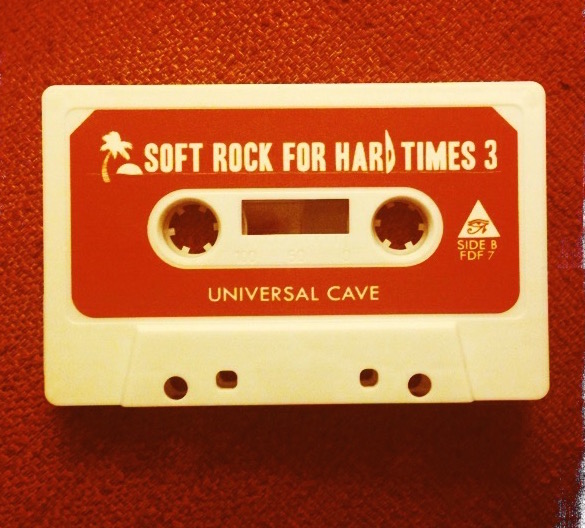 SOFT ROCK FOR HARD TIMES 3
SIDE B
FDF 7
UNIVERSAL CAVE